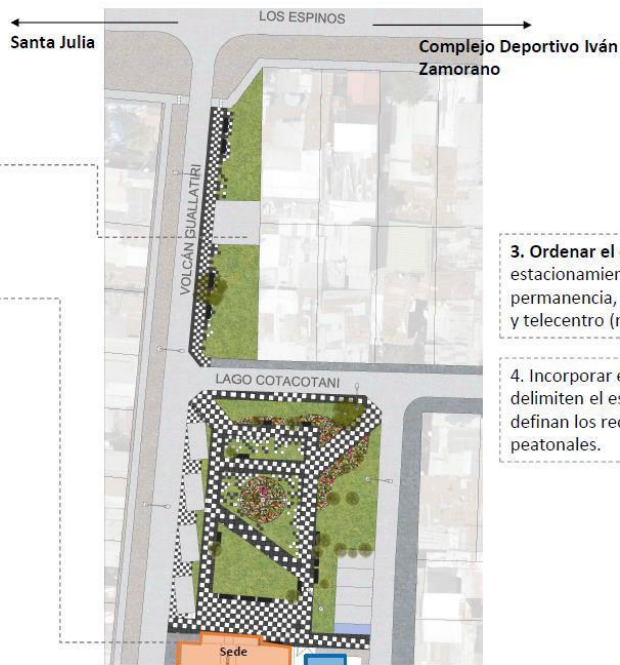 LOS ESPINOS
Santa Julia
Complejo Deportivo Iván
Zamorano
VOLCÁN GUALLATIRI
3. Ordenar el
estacionamien
permanencia,
y telecentro (
LAGO COTACOTANI
4. Incorporar e
delimiten el es
definan los rec
peatonales.
Sede